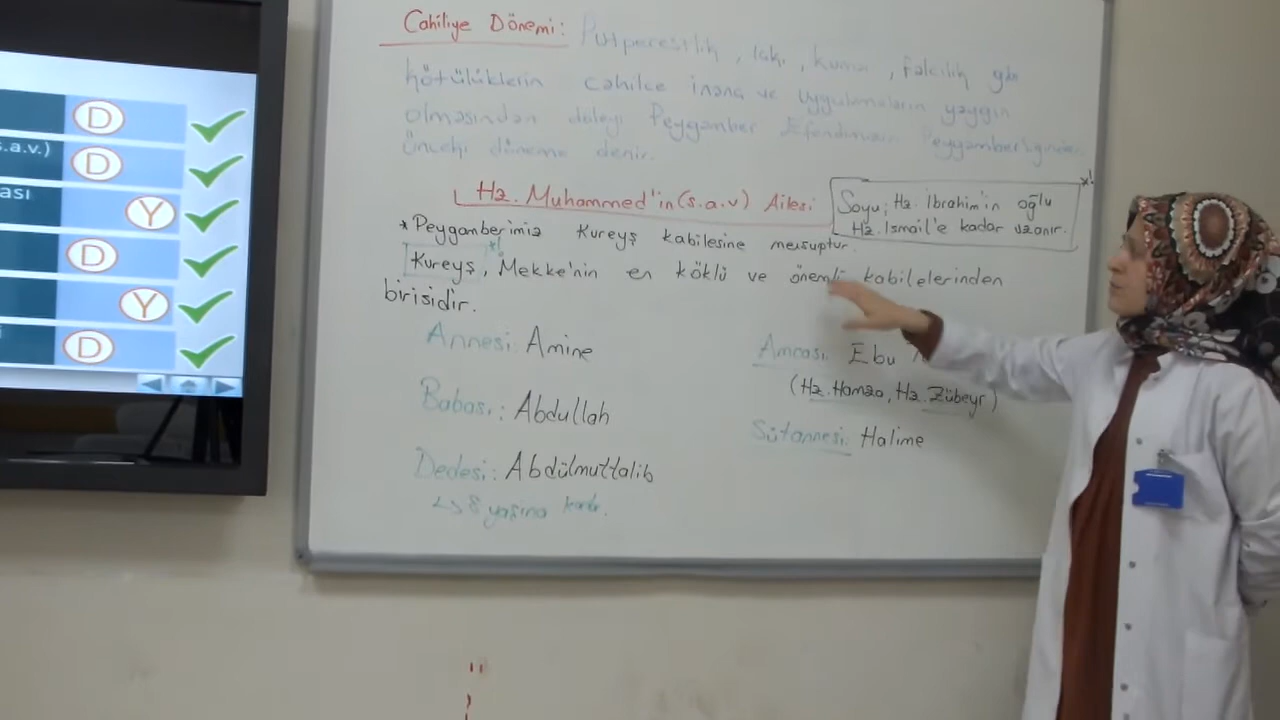 Cahiliye Dönemi: Putperestlik, içki, kumar, falcılık gibi
kötülüklerin cahilce inanç ve uygulamaların yaygın
olmasından dolayı Peygamber Efendimizin Peygamberliğinden
önceki döneme denir.
Hz. Muhammed'in (s.a.v) Ailesi
Soyu; Hz. İbrahim'in oğlu
Hz. İsmail'e kadar uzanır.
*Peygamberimiz Kureyş kabilesine mensuptur.
Kureyş, Mekke'nin en köklü ve önemli kabilelerinden
birisidir.
Annesi: Amine
Babası: Abdullah
Dedesi: Abdülmuttalib
8 yaşına kadar.
Amcası: Ebu
(Hz. Hamza, Hz. Zübeyr)
Sütannesi: Halime
D
s.a.v.) D
ası Y
D
Y
D